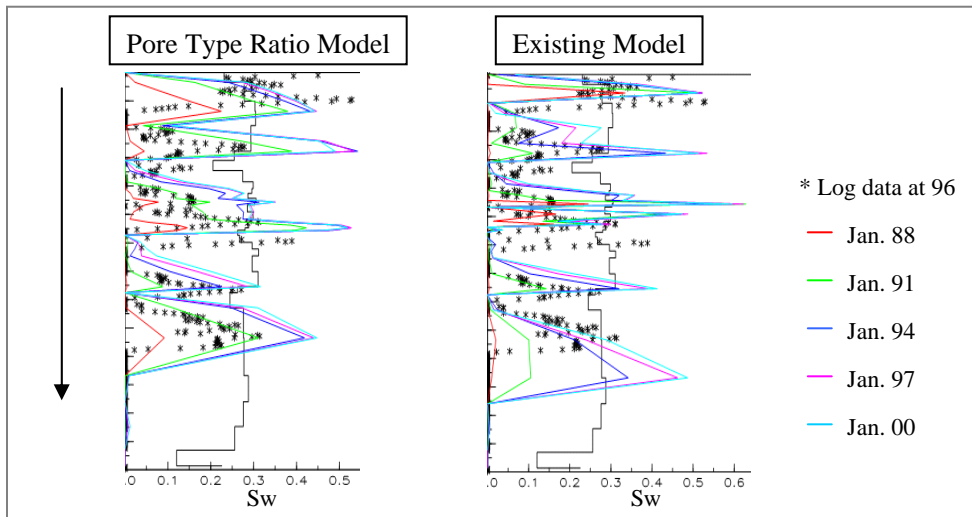 Pore Type Ratio Model
Existing Model
* Log data at 96
Jan. 88
Jan. 91
Jan. 94
Jan. 97
Jan. 00
.0 0.1 0.2 0.3 0.4 0.5
Sw
.0 0.1 0.2 0.3 0.4 0.5 0.6
Sw